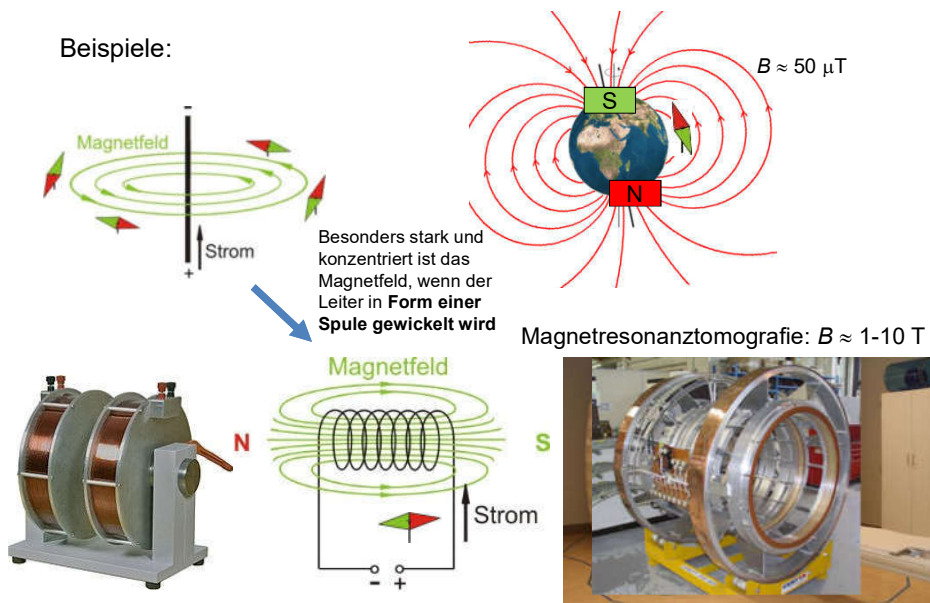 Beispiele:
B ≈ 50 µT
S
N
-
Magnetfeld
Strom
+
Besonders stark und
konzentriert ist das
Magnetfeld, wenn der
Leiter in Form einer
Spule gewickelt wird
Magnetresonanztomografie: B ≈ 1-10 T
Magnetfeld
N
S
Strom
- +